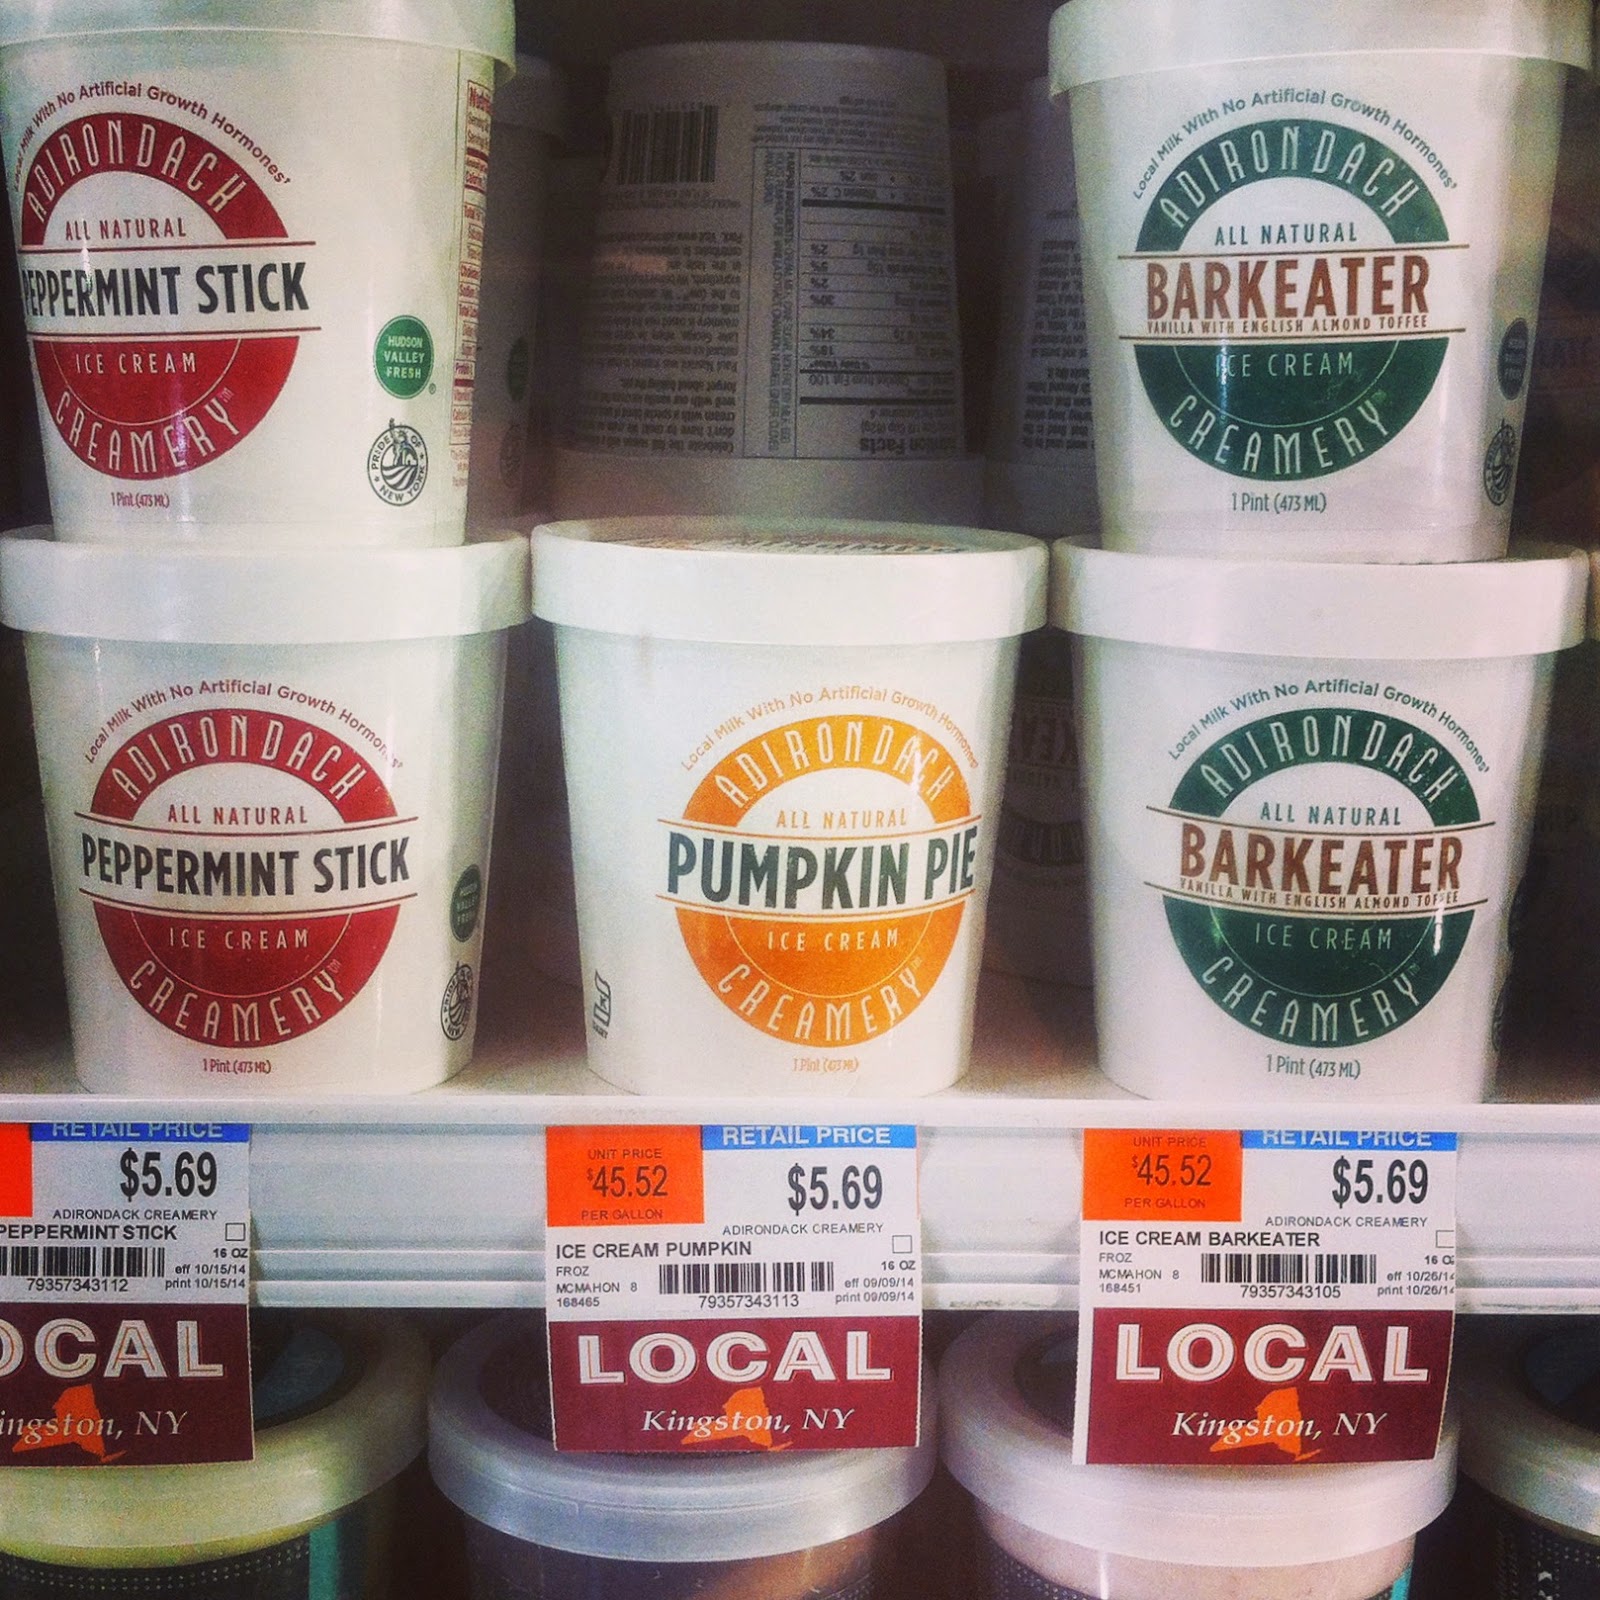 Local Milk With No Artificial Growth Hormones*
ADIRONDACK
ALL NATURAL
PEPPERMINT STICK
ICE CREAM
CREAMERY™
1 Pint (473 ML)
HUDSON
VALLEY
FRESH
PRIDE OF
NEW YORK
Local Milk With No Artificial Growth Hormones*
ADIRONDACK
ALL NATURAL
BARKEATER
VANILLA WITH ENGLISH ALMOND TOFFEE
ICE CREAM
CREAMERY™
1 Pint (473 ML)
Local Milk With No Artificial Growth Hormones*
ADIRONDACK
ALL NATURAL
PEPPERMINT STICK
ICE CREAM
CREAMERY™
1 Pint (473 ML)
Local Milk With No Artificial Growth Hormones*
ADIRONDACK
ALL NATURAL
PUMPKIN PIE
ICE CREAM
CREAMERY™
1 Pint (473 ML)
Local Milk With No Artificial Growth Hormones*
ADIRONDACK
ALL NATURAL
BARKEATER
VANILLA WITH ENGLISH ALMOND TOFFEE
ICE CREAM
CREAMERY™
1 Pint (473 ML)
RETAIL PRICE
$5.69
ADIRONDACK CREAMERY
PEPPERMINT STICK
16 OZ
eff 10/15/14
79357343112 print 10/15/14
OCAL
ingston, NY
UNIT PRICE
$45.52
PER GALLON
RETAIL PRICE
$5.69
ADIRONDACK CREAMERY
ICE CREAM PUMPKIN
FROZ
16 OZ
MCMAHON 8
eff 09/09/14
168465
79357343113 print 09/09/14
LOCAL
Kingston, NY
UNIT PRICE
$45.52
PER GALLON
RETAIL PRICE
$5.69
ADIRONDACK CREAMERY
ICE CREAM BARKEATER
FROZ
16 OZ
MCMAHON 8
eff 10/26/14
168451
79357343105 print 10/26/14
LOCAL
Kingston, NY